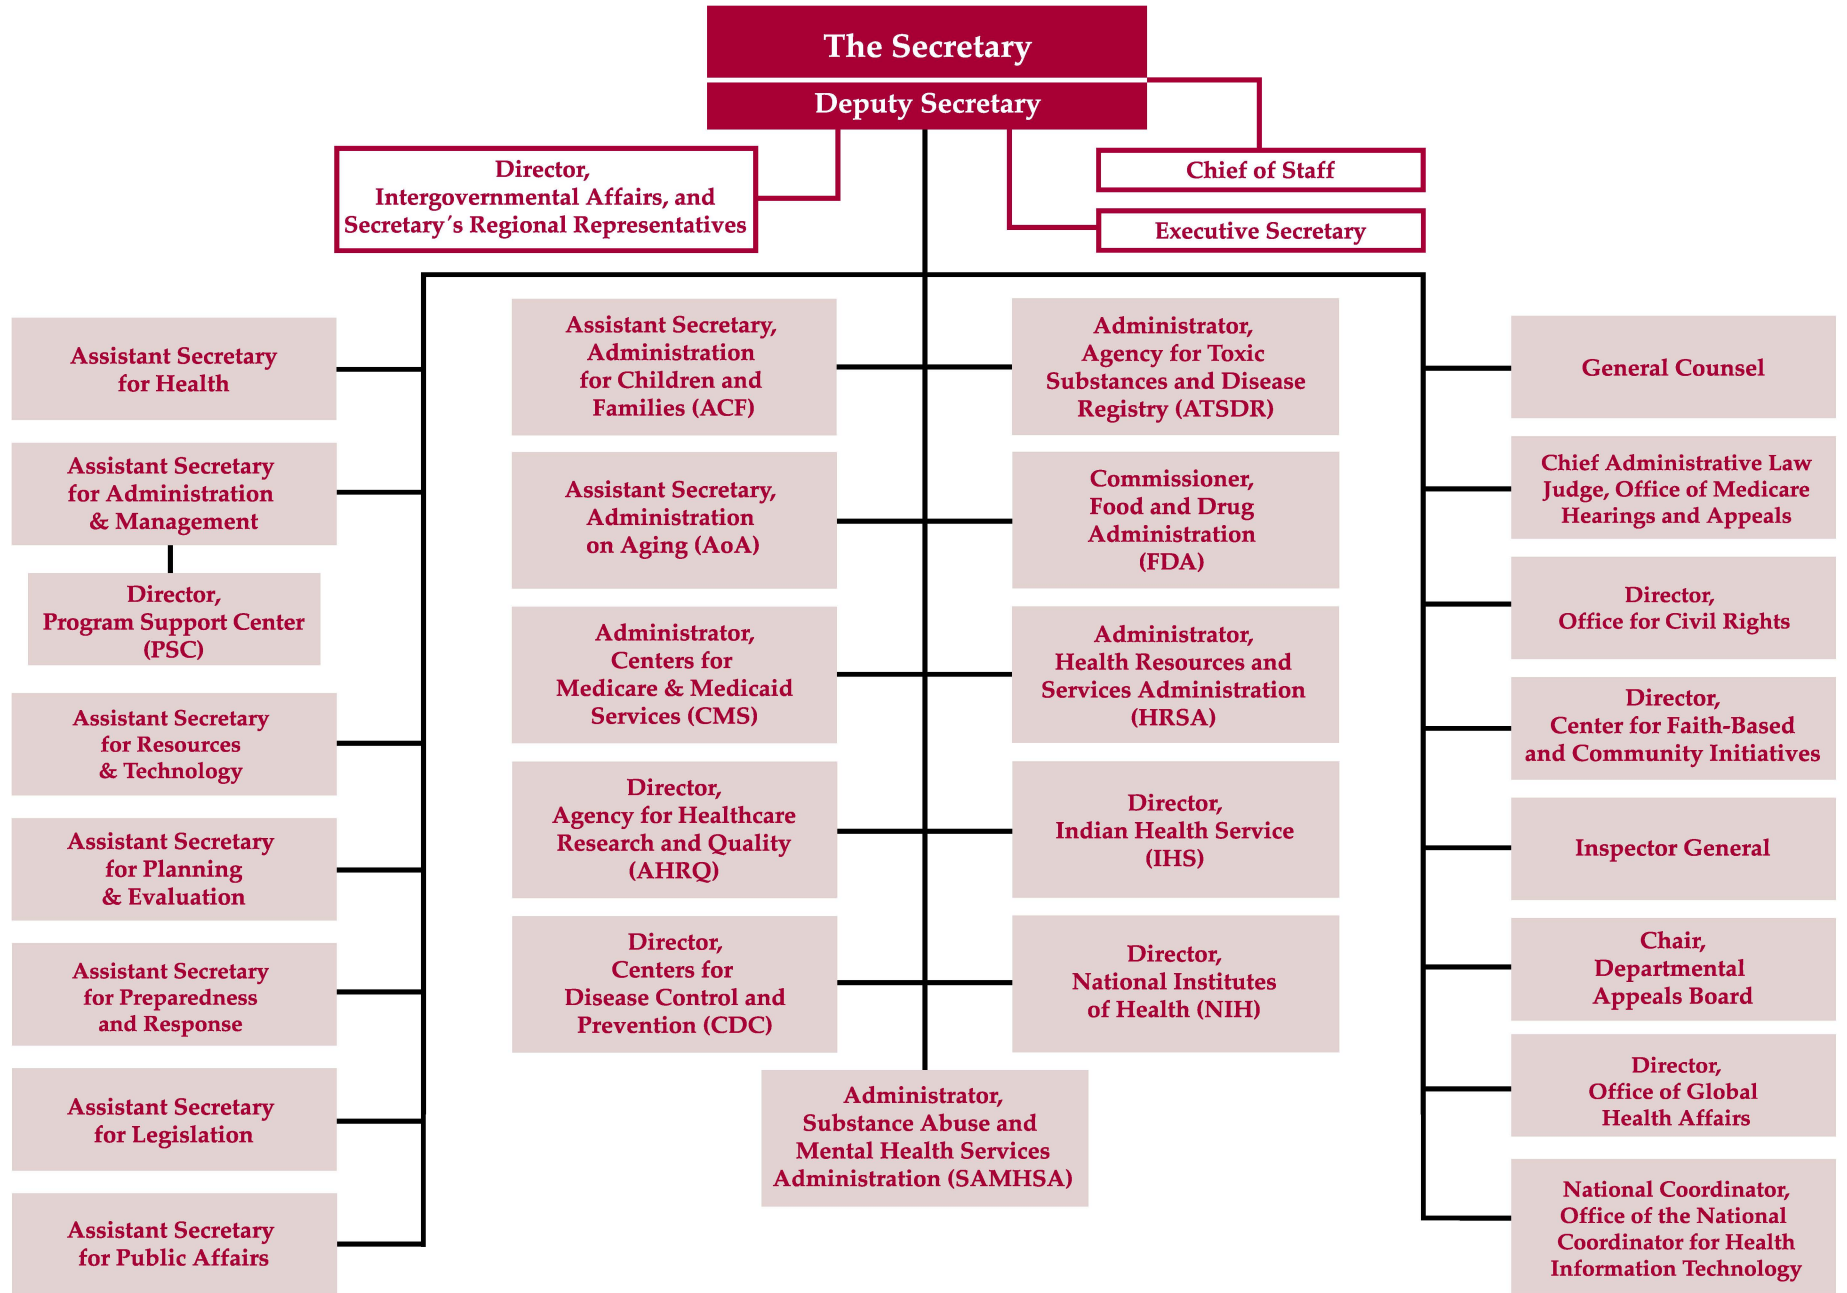 The Secretary
Deputy Secretary
Director,
Intergovernmental Affairs, and
Secretary´s Regional Representatives
Chief of Staff
Executive Secretary
Assistant Secretary
for Health
Assistant Secretary
for Administration
& Management
Director,
Program Support Center
(PSC)
Assistant Secretary
for Resources
& Technology
Assistant Secretary
for Planning
& Evaluation
Assistant Secretary
for Preparedness
and Response
Assistant Secretary
for Legislation
Assistant Secretary
for Public Affairs
Assistant Secretary,
Administration
for Children and
Families (ACF)
Assistant Secretary,
Administration
on Aging (AoA)
Administrator,
Centers for
Medicare & Medicaid
Services (CMS)
Director,
Agency for Healthcare
Research and Quality
(AHRQ)
Director,
Centers for
Disease Control and
Prevention (CDC)
Administrator,
Agency for Toxic
Substances and Disease
Registry (ATSDR)
Commissioner,
Food and Drug
Administration
(FDA)
Administrator,
Health Resources and
Services Administration
(HRSA)
Director,
Indian Health Service
(IHS)
Director,
National Institutes
of Health (NIH)
Administrator,
Substance Abuse and
Mental Health Services
Administration (SAMHSA)
General Counsel
Chief Administrative Law
Judge, Office of Medicare
Hearings and Appeals
Director,
Office for Civil Rights
Director,
Center for Faith-Based
and Community Initiatives
Inspector General
Chair,
Departmental
Appeals Board
Director,
Office of Global
Health Affairs
National Coordinator,
Office of the National
Coordinator for Health
Information Technology